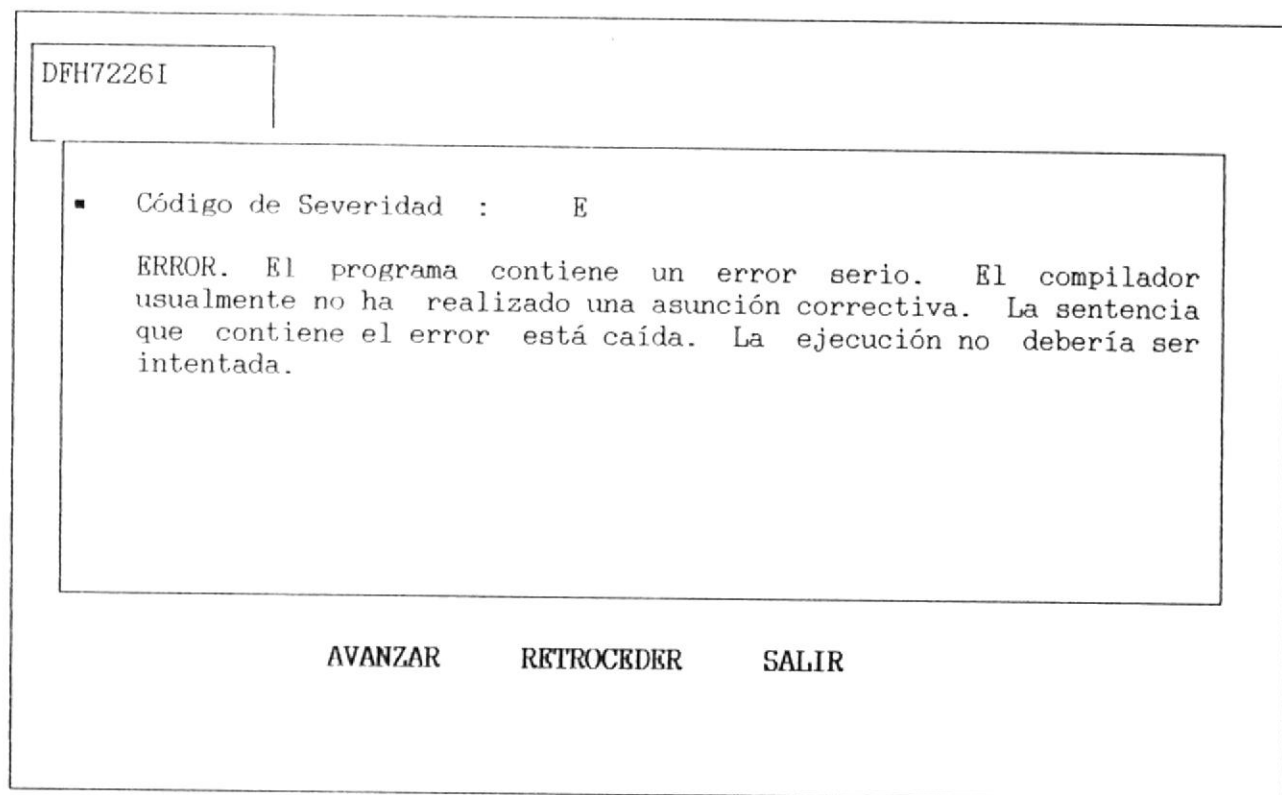 DFH7226I
▪ Código de Severidad : E
ERROR. El programa contiene un error serio. El compilador
usualmente no ha realizado una asunción correctiva. La sentencia
que contiene el error está caída. La ejecución no debería ser
intentada.
AVANZAR RETROCEDER SALIR